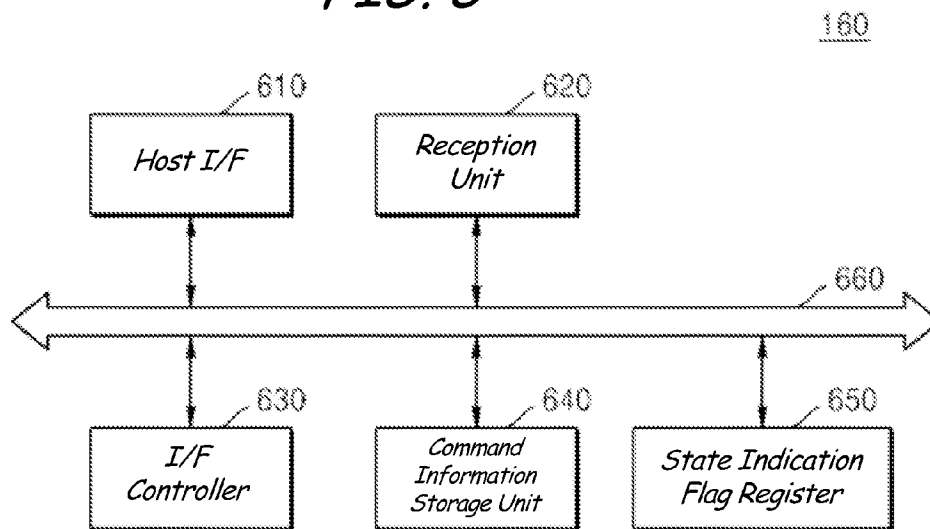 160
610
620
Host I/F
Reception
Unit
660
630
640
650
I/F
Controller
Command
Information
Storage Unit
State Indication
Flag Register